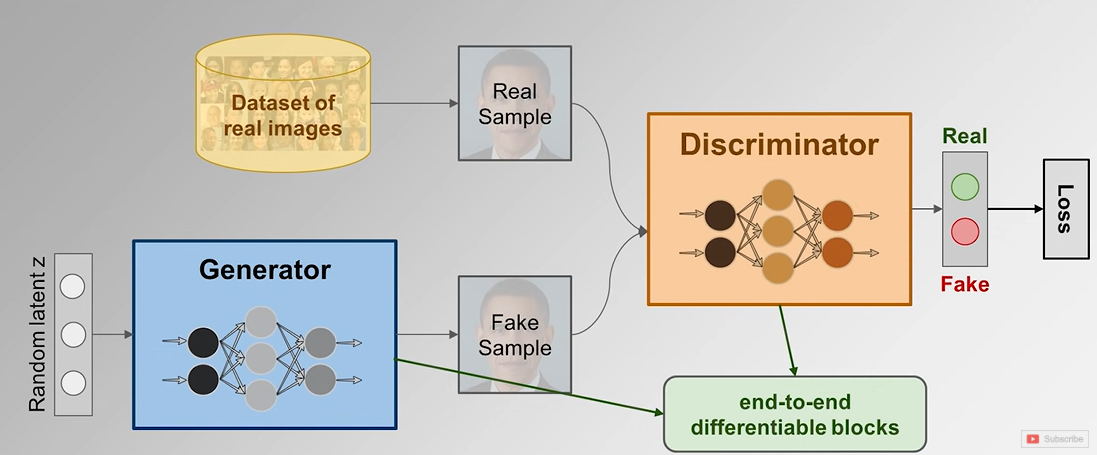 Dataset of
real images
Real
Sample
Discriminator
Real
Fake
Loss
Random latent z
Generator
Fake
Sample
end-to-end
differentiable blocks
Subscribe